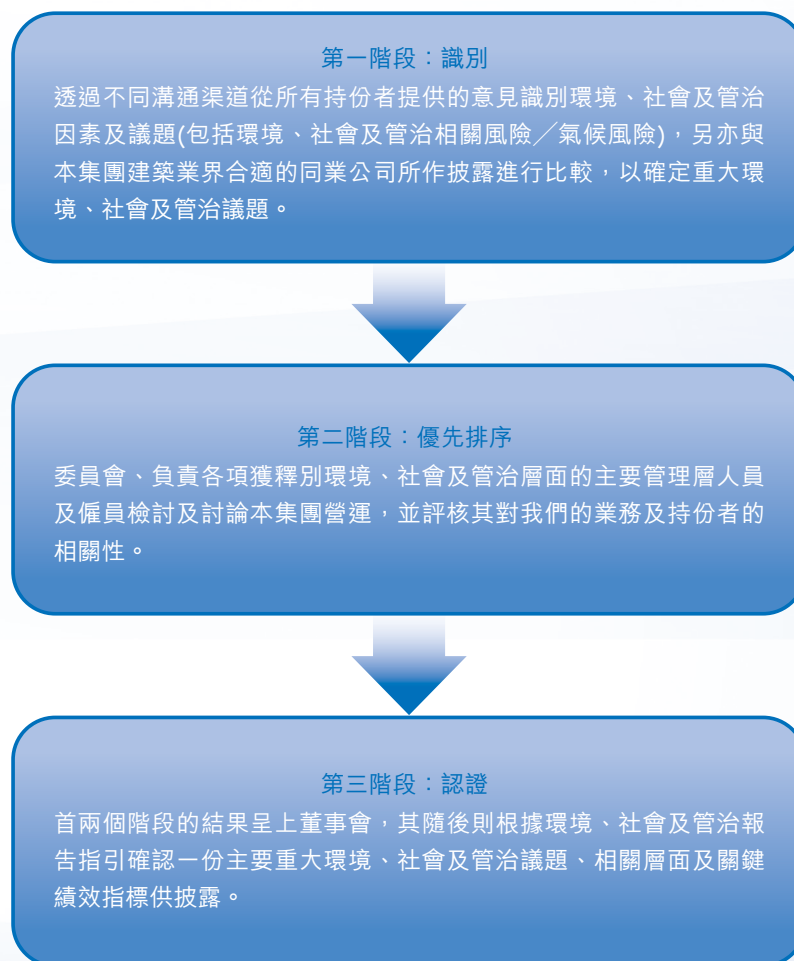 第一階段：識別
透過不同溝通渠道從所有持份者提供的意見識別環境、社會及管治
因素及議題(包括環境、社會及管治相關風險／氣候風險)，另亦與
本集團建築業界合適的同業公司所作披露進行比較，以確定重大環
境、社會及管治議題。
第二階段：優先排序
委員會、負責各項獲釋別環境、社會及管治層面的主要管理層人員
及僱員檢討及討論本集團營運，並評核其對我們的業務及持份者的
相關性。
第三階段：認證
首兩個階段的結果呈上董事會，其隨後則根據環境、社會及管治報
告指引確認一份主要重大環境、社會及管治議題、相關層面及關鍵
績效指標供披露。